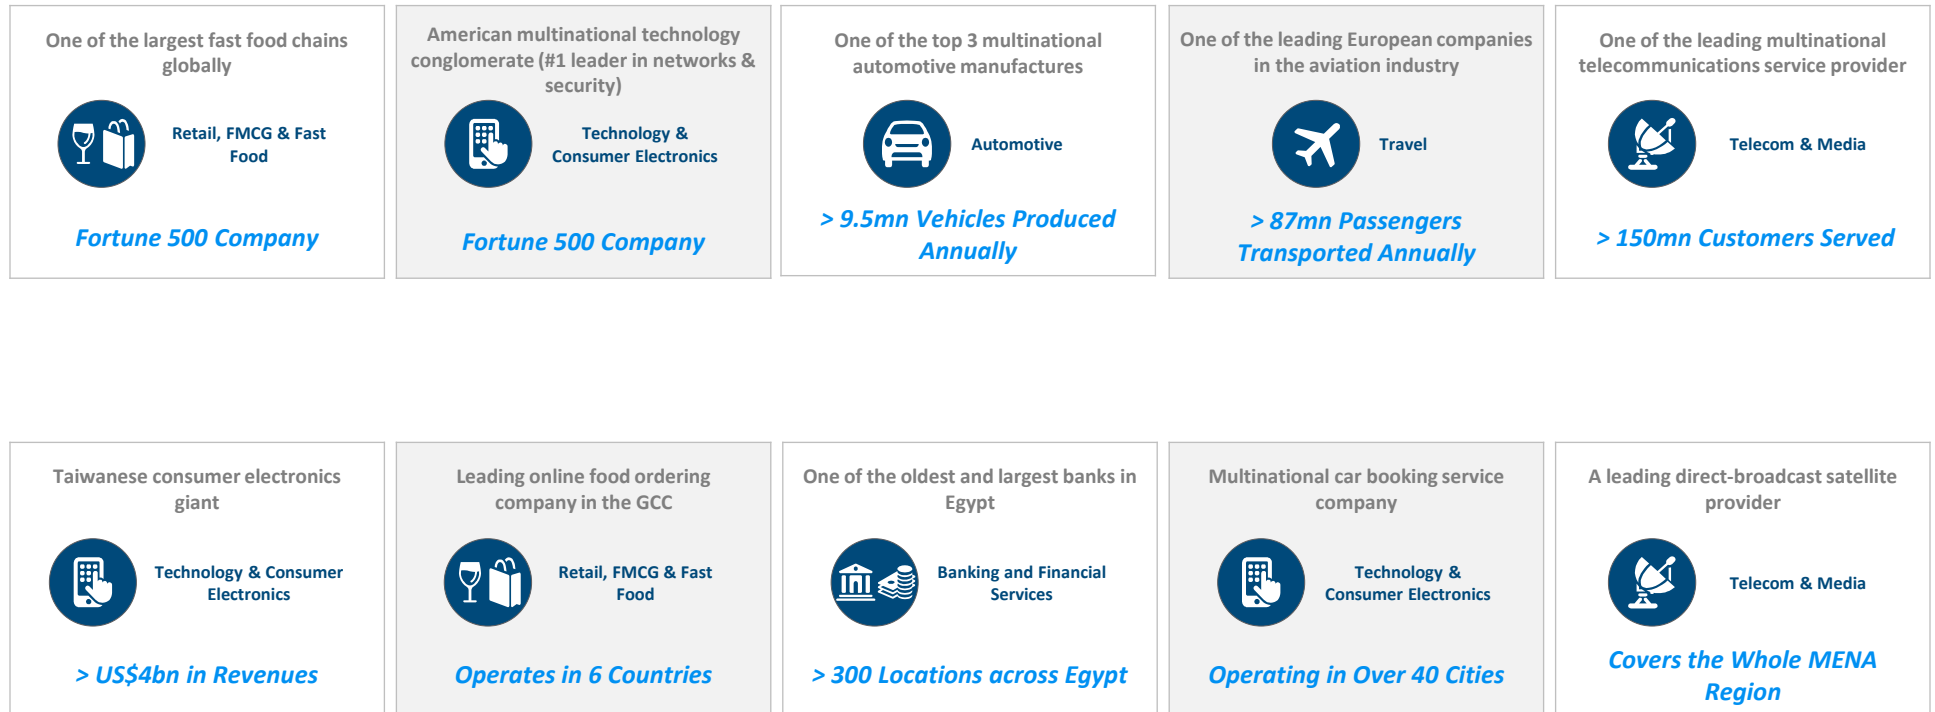 One of the largest fast food chains
globally
Retail, FMCG & Fast
Food
Fortune 500 Company
American multinational technology
conglomerate (#1 leader in networks &
security)
Technology &
Consumer Electronics
Fortune 500 Company
One of the top 3 multinational
automotive manufactures
Automotive
> 9.5mn Vehicles Produced
Annually
One of the leading European companies
in the aviation industry
Travel
> 87mn Passengers
Transported Annually
One of the leading multinational
telecommunications service provider
Telecom & Media
> 150mn Customers Served
Taiwanese consumer electronics
giant
Technology & Consumer
Electronics
> US$4bn in Revenues
Leading online food ordering
company in the GCC
Retail, FMCG & Fast
Food
Operates in 6 Countries
One of the oldest and largest banks in
Egypt
Banking and Financial
Services
> 300 Locations across Egypt
Multinational car booking service
company
Technology &
Consumer Electronics
Operating in Over 40 Cities
A leading direct-broadcast satellite
provider
Telecom & Media
Covers the Whole MENA
Region